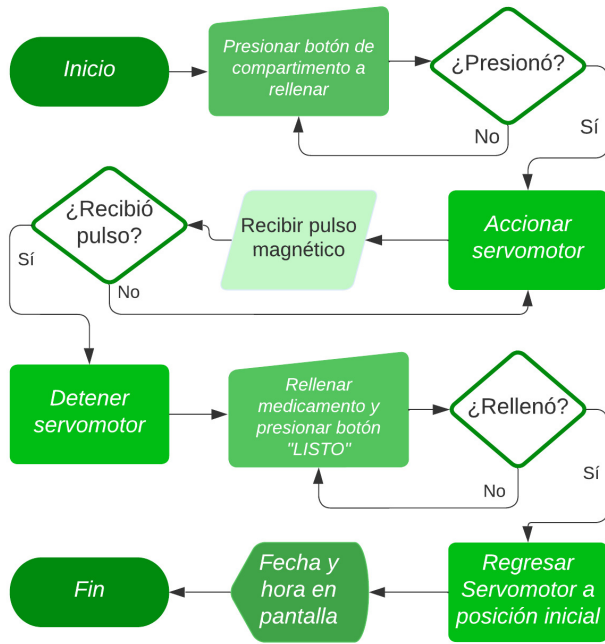 Inicio
Presionar botón de
compartimento a
rellenar
¿Presionó?
No
Sí
¿Recibió
pulso?
Sí
No
Recibir pulso
magnético
Accionar
servomotor
Detener
servomotor
Rellenar
medicamento y
presionar botón
"LISTO"
¿Rellenó?
No
Sí
Fin
Fecha y
hora en
pantalla
Regresar
Servomotor a
posición inicial